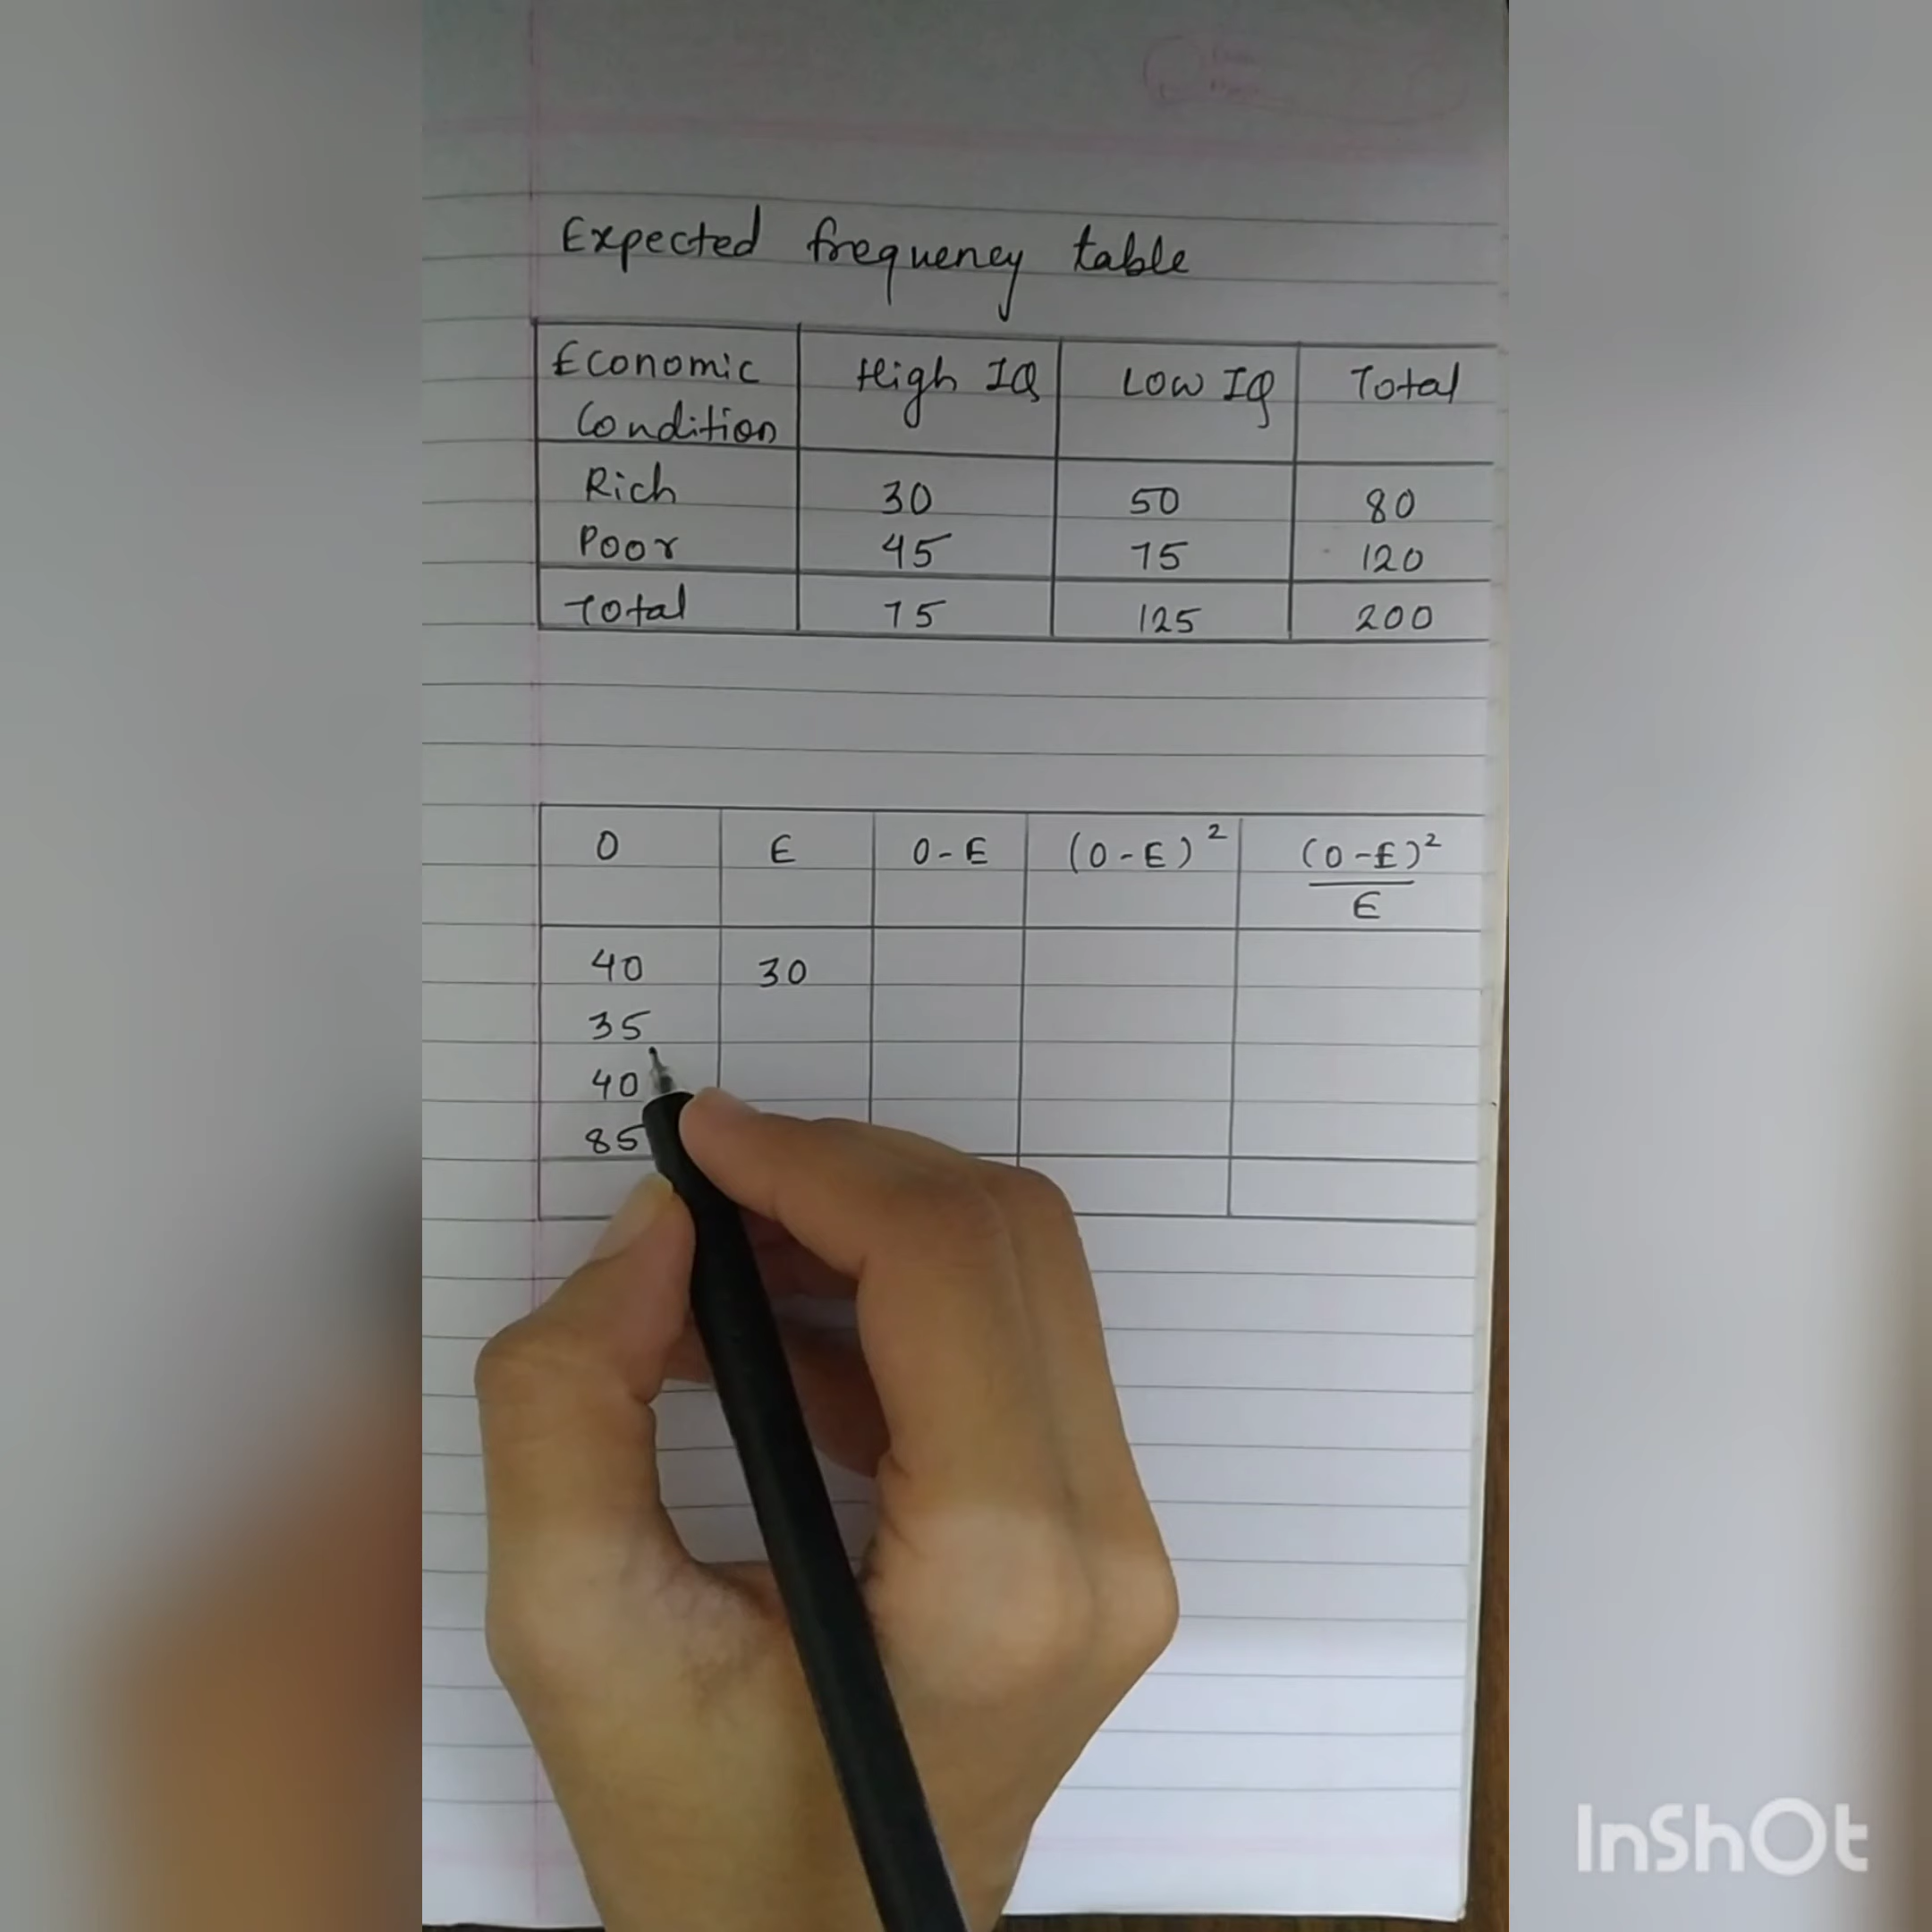 Expected frequency table
Economic Condition High IQ Low IQ Total
Rich 30 50 80
Poor 45 75 120
Total 75 125 200
O E O-E (O-E)² (O-E)²/E
40 30
35
40
85
InShOt